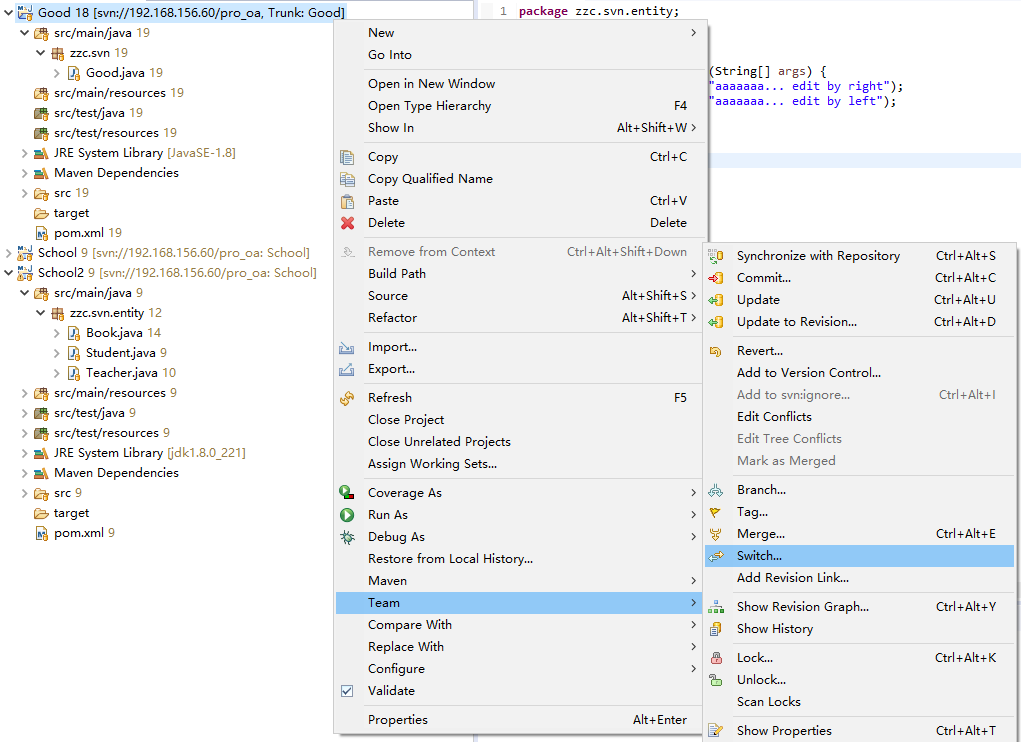 Good 18 [svn://192.168.156.60/pro_oa, Trunk: Good]
src/main/java 19
zzc.svn 19
Good.java 19
src/main/resources 19
src/test/java 19
src/test/resources 19
JRE System Library [JavaSE-1.8]
Maven Dependencies
src 19
target
pom.xml 19
School 9 [svn://192.168.156.60/pro_oa: School]
School2 9 [svn://192.168.156.60/pro_oa: School]
src/main/java 9
zzc.svn.entity 12
Book.java 14
Student.java 9
Teacher.java 10
src/main/resources 9
src/test/java 9
src/test/resources 9
JRE System Library [jdk1.8.0_221]
Maven Dependencies
src 9
target
pom.xml 9
1 package zzc.svn.entity;
(String[] args) {
"aaaaaaa... edit by right");
"aaaaaaa... edit by left");
New
Go Into
Open in New Window
Open Type Hierarchy F4
Show In Alt+Shift+W
Copy Ctrl+C
Copy Qualified Name
Paste Ctrl+V
Delete Delete
Remove from Context Ctrl+Alt+Shift+Down
Build Path
Source Alt+Shift+S
Refactor Alt+Shift+T
Import...
Export...
Refresh F5
Close Project
Close Unrelated Projects
Assign Working Sets...
Coverage As
Run As
Debug As
Restore from Local History...
Maven
Team
Compare With
Replace With
Configure
Validate
Properties Alt+Enter
Synchronize with Repository Ctrl+Alt+S
Commit... Ctrl+Alt+C
Update Ctrl+Alt+U
Update to Revision... Ctrl+Alt+D
Revert...
Add to Version Control...
Add to svn:ignore... Ctrl+Alt+I
Edit Conflicts
Edit Tree Conflicts
Mark as Merged
Branch...
Tag...
Merge... Ctrl+Alt+E
Switch...
Add Revision Link...
Show Revision Graph... Ctrl+Alt+Y
Show History
Lock... Ctrl+Alt+K
Unlock...
Scan Locks
Show Properties Ctrl+Alt+T